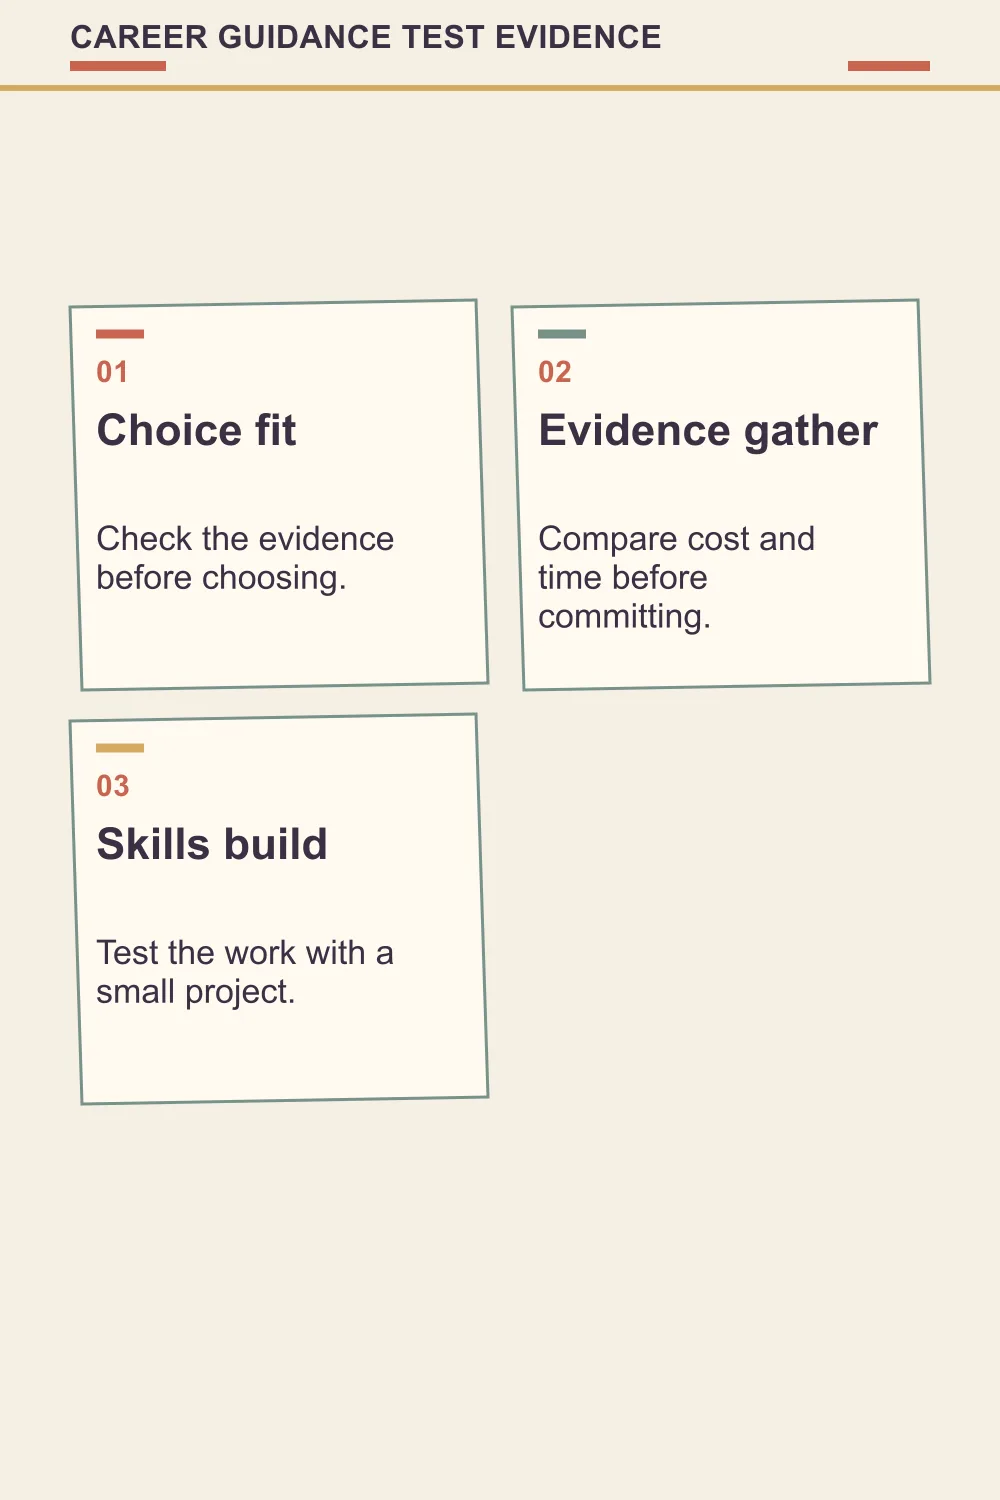 CAREER GUIDANCE TEST EVIDENCE
01
Choice fit
Check the evidence
before choosing.
02
Evidence gather
Compare cost and
time before
committing.
03
Skills build
Test the work with a
small project.